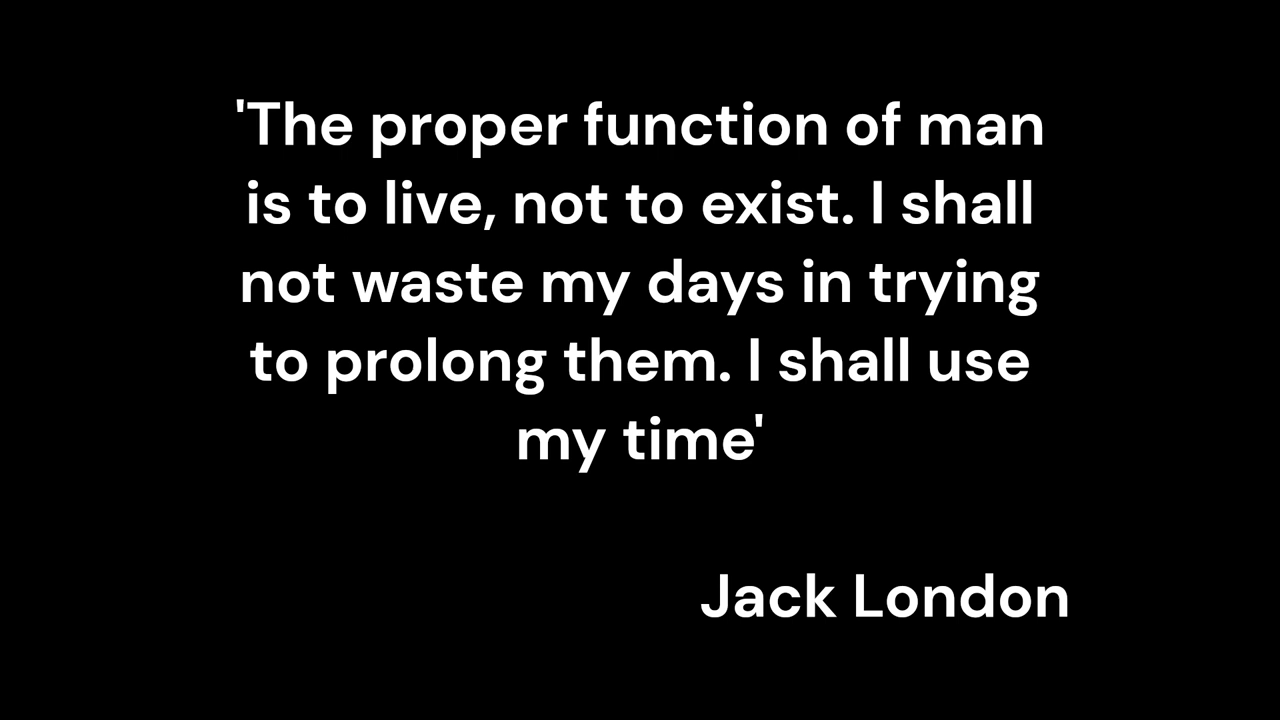 'The proper function of man
is to live, not to exist. I shall
not waste my days in trying
to prolong them. I shall use
my time'
Jack London